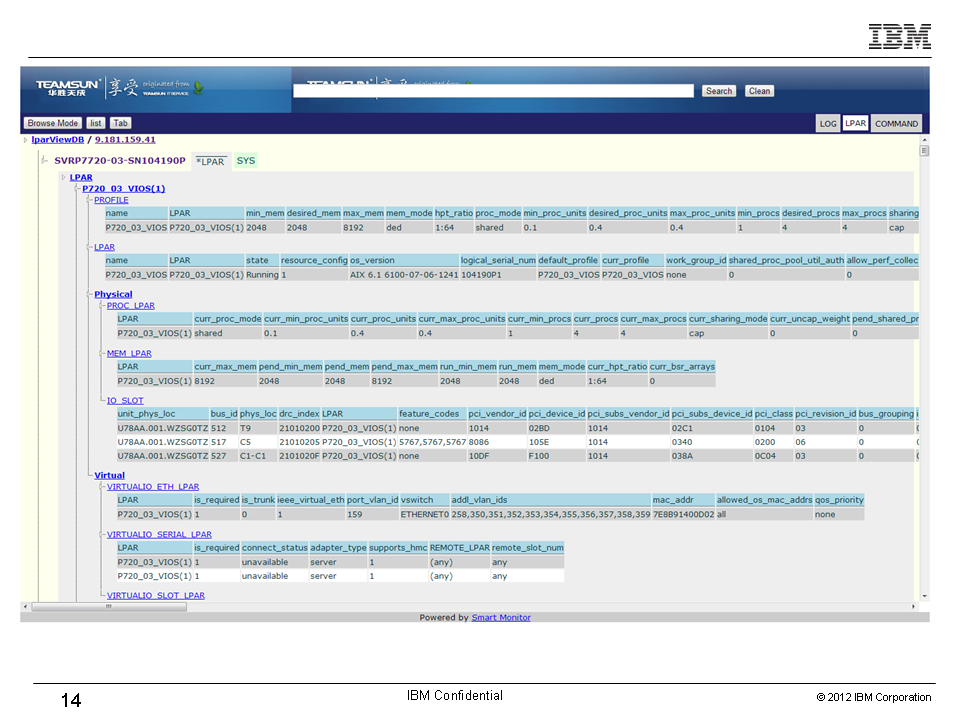 IBM
TEAMSUN 华胜天成 享受 originated from TEAMSUN IT SERVICE
Search Clean
Browse Mode list Tab LOG LPAR COMMAND
lparViewDB / 9.181.159.41
SVRP7720-03-SN104190P *LPAR SYS
LPAR
P720_03_VIOS(1)
PROFILE
name LPAR min_mem desired_mem max_mem mem_mode hpt_ratio proc_mode min_proc_units desired_proc_units max_proc_units min_procs desired_procs max_procs sharing
P720_03_VIOS P720_03_VIOS(1) 2048 2048 8192 ded 1:64 shared 0.1 0.4 0.4 1 4 4 cap
LPAR
name LPAR state resource_config os_version logical_serial_num default_profile curr_profile work_group_id shared_proc_pool_util_auth allow_perf_collec
P720_03_VIOS P720_03_VIOS(1) Running 1 AIX 6.1 6100-07-06-1241 104190P1 P720_03_VIOS P720_03_VIOS none 0 0
Physical
PROC_LPAR
LPAR curr_proc_mode curr_min_proc_units curr_proc_units curr_max_proc_units curr_min_procs curr_procs curr_max_procs curr_sharing_mode curr_uncap_weight pend_shared_pr
P720_03_VIOS(1) shared 0.1 0.4 0.4 1 4 4 cap 0 0
MEM_LPAR
LPAR curr_max_mem pend_min_mem pend_mem pend_max_mem run_min_mem run_mem mem_mode curr_hpt_ratio curr_bsr_arrays
P720_03_VIOS(1) 8192 2048 2048 8192 2048 2048 ded 1:64 0
IO_SLOT
unit_phys_loc bus_id phys_loc drc_index LPAR feature_codes pci_vendor_id pci_device_id pci_subs_vendor_id pci_subs_device_id pci_class pci_revision_id bus_grouping
U78AA.001.WZSG0TZ 512 T9 21010200 P720_03_VIOS(1) none 1014 02BD 1014 02C1 0104 03 0
U78AA.001.WZSG0TZ 517 C5 21010205 P720_03_VIOS(1) 5767,5767,5767 8086 105E 1014 0340 0200 06 0
U78AA.001.WZSG0TZ 527 C1-C1 2101020F P720_03_VIOS(1) none 10DF F100 1014 038A 0C04 03 0
Virtual
VIRTUALIO_ETH_LPAR
LPAR is_required is_trunk ieee_virtual_eth port_vlan_id vswitch addl_vlan_ids mac_addr allowed_os_mac_addrs qos_priority
P720_03_VIOS(1) 1 0 1 159 ETHERNET0 258,350,351,352,353,354,355,356,357,358,359 7E8B91400D02 all none
VIRTUALIO_SERIAL_LPAR
LPAR is_required connect_status adapter_type supports_hmc REMOTE_LPAR remote_slot_num
P720_03_VIOS(1) 1 unavailable server 1 (any) any
P720_03_VIOS(1) 1 unavailable server 1 (any) any
VIRTUALIO_SLOT_LPAR
Powered by Smart Monitor
14 IBM Confidential © 2012 IBM Corporation